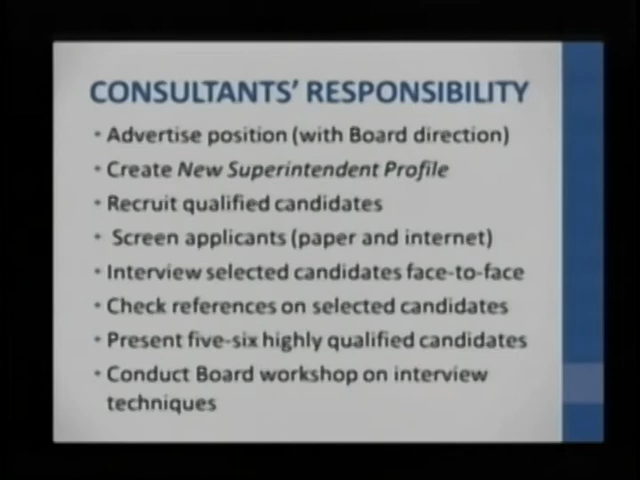 CONSULTANTS' RESPONSIBILITY
• Advertise position (with Board direction)
• Create New Superintendent Profile
• Recruit qualified candidates
• Screen applicants (paper and internet)
• Interview selected candidates face-to-face
• Check references on selected candidates
• Present five-six highly qualified candidates
• Conduct Board workshop on interview
techniques